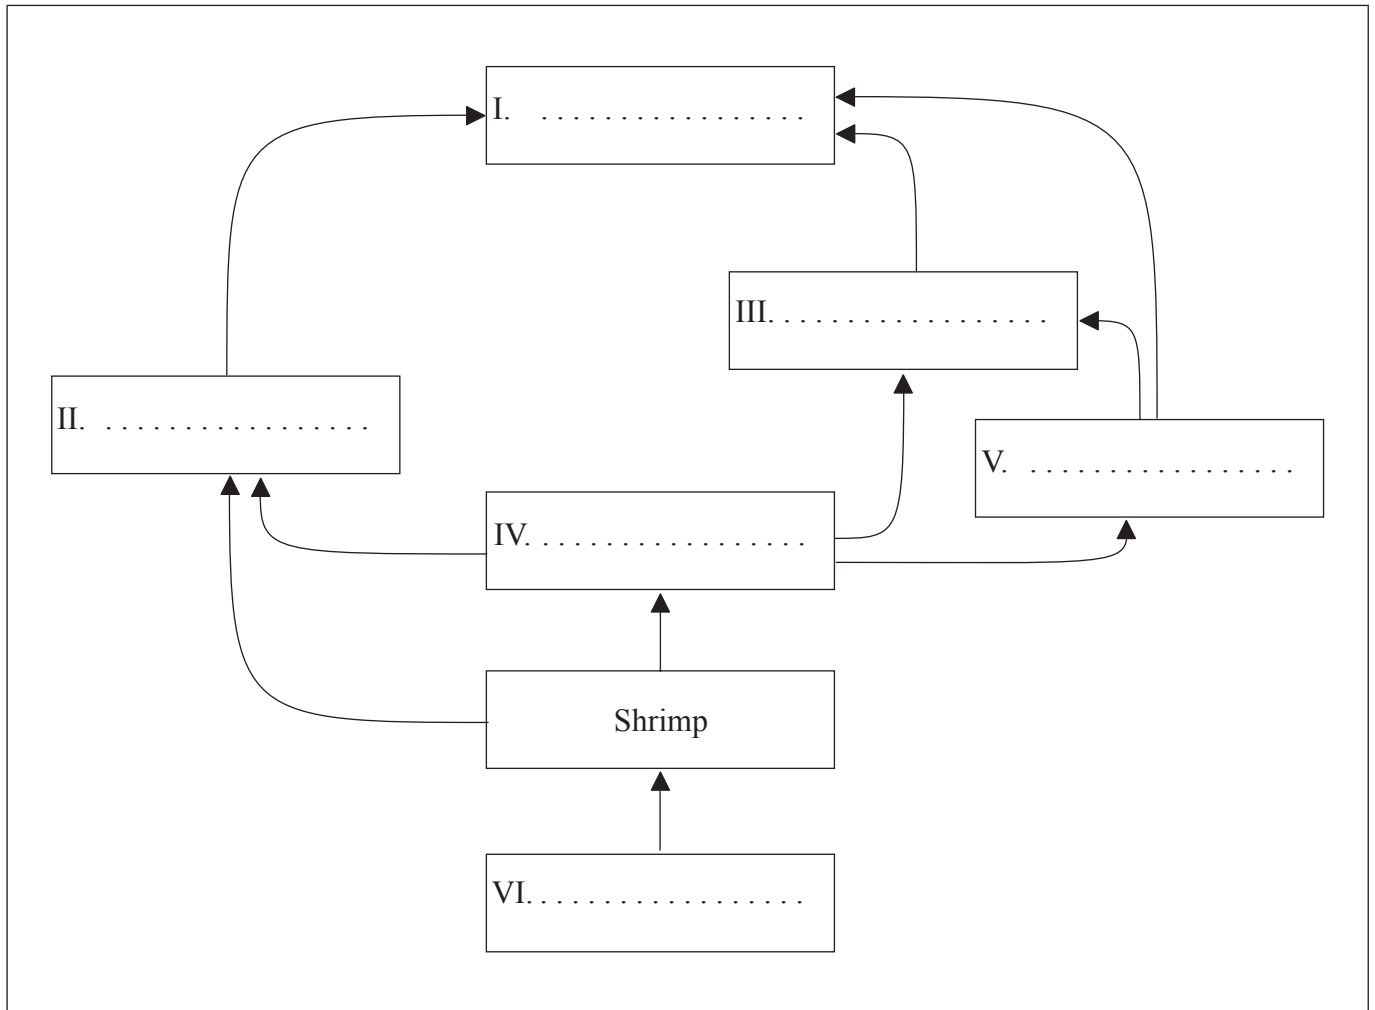 I. . . . . . . . . . . . . . . . . .
III. . . . . . . . . . . . . . . . . . .
II. . . . . . . . . . . . . . . . . .
V. . . . . . . . . . . . . . . . . .
IV. . . . . . . . . . . . . . . . . . .
Shrimp
VI. . . . . . . . . . . . . . . . . . .